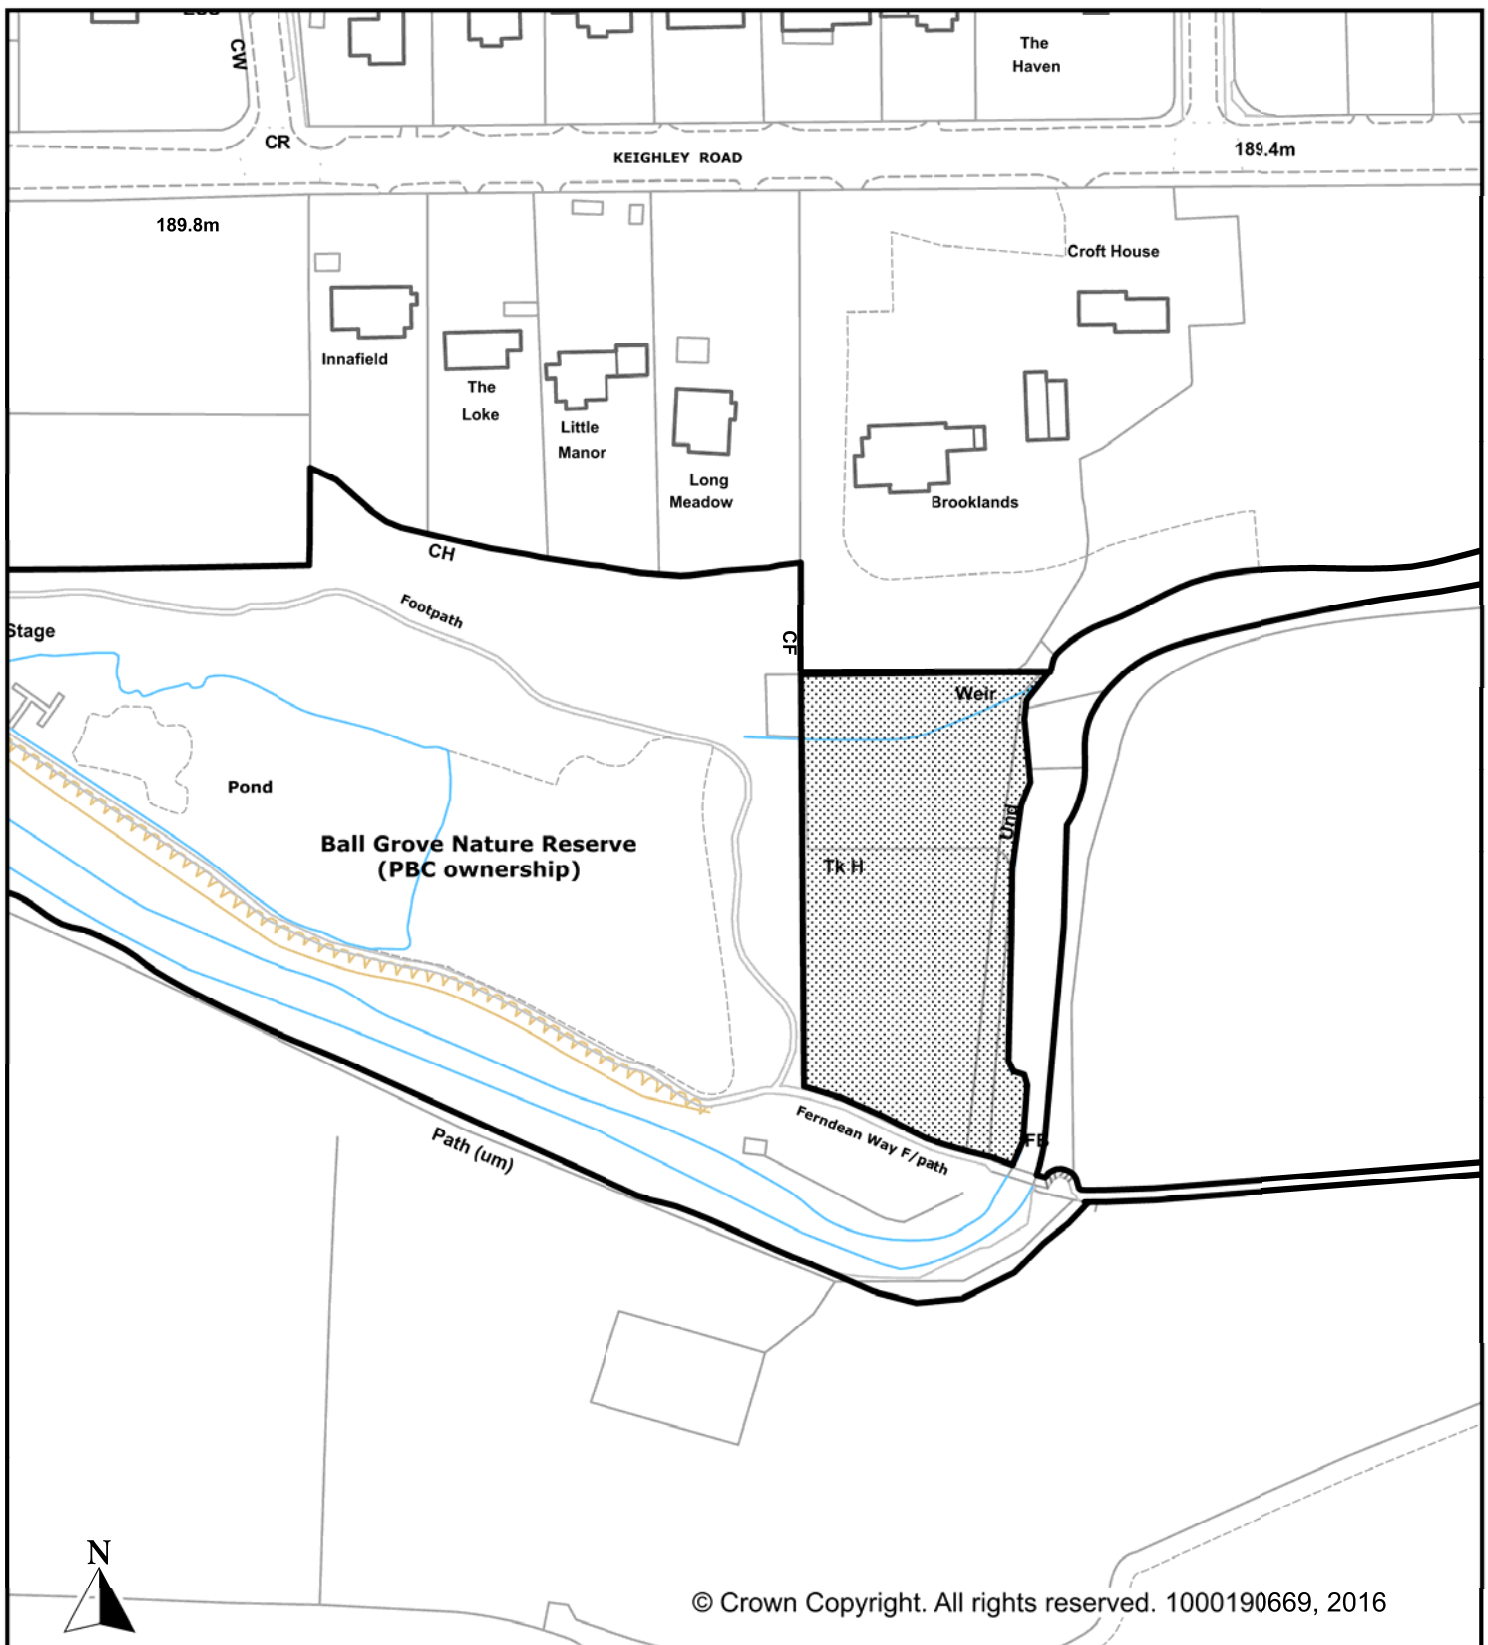 CW
The
Haven
CR
KEIGHLEY ROAD
189.4m
189.8m
Croft House
Innafield
The
Loke
Little
Manor
Long
Meadow
Brooklands
CH
Footpath
CF
Stage
Weir
Pond
Und
Ball Grove Nature Reserve
(PBC ownership)
Tk H
Ferndean Way F/path
FB
Path (um)
N
© Crown Copyright. All rights reserved. 1000190669, 2016